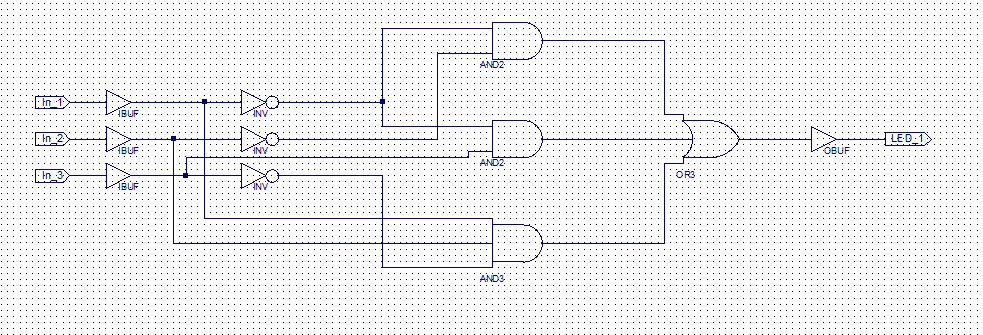 AND2
In_1
IBUF
INV
In_2
IBUF
INV
AND2
OBUF
LED_1
In_3
IBUF
INV
OR3
AND3